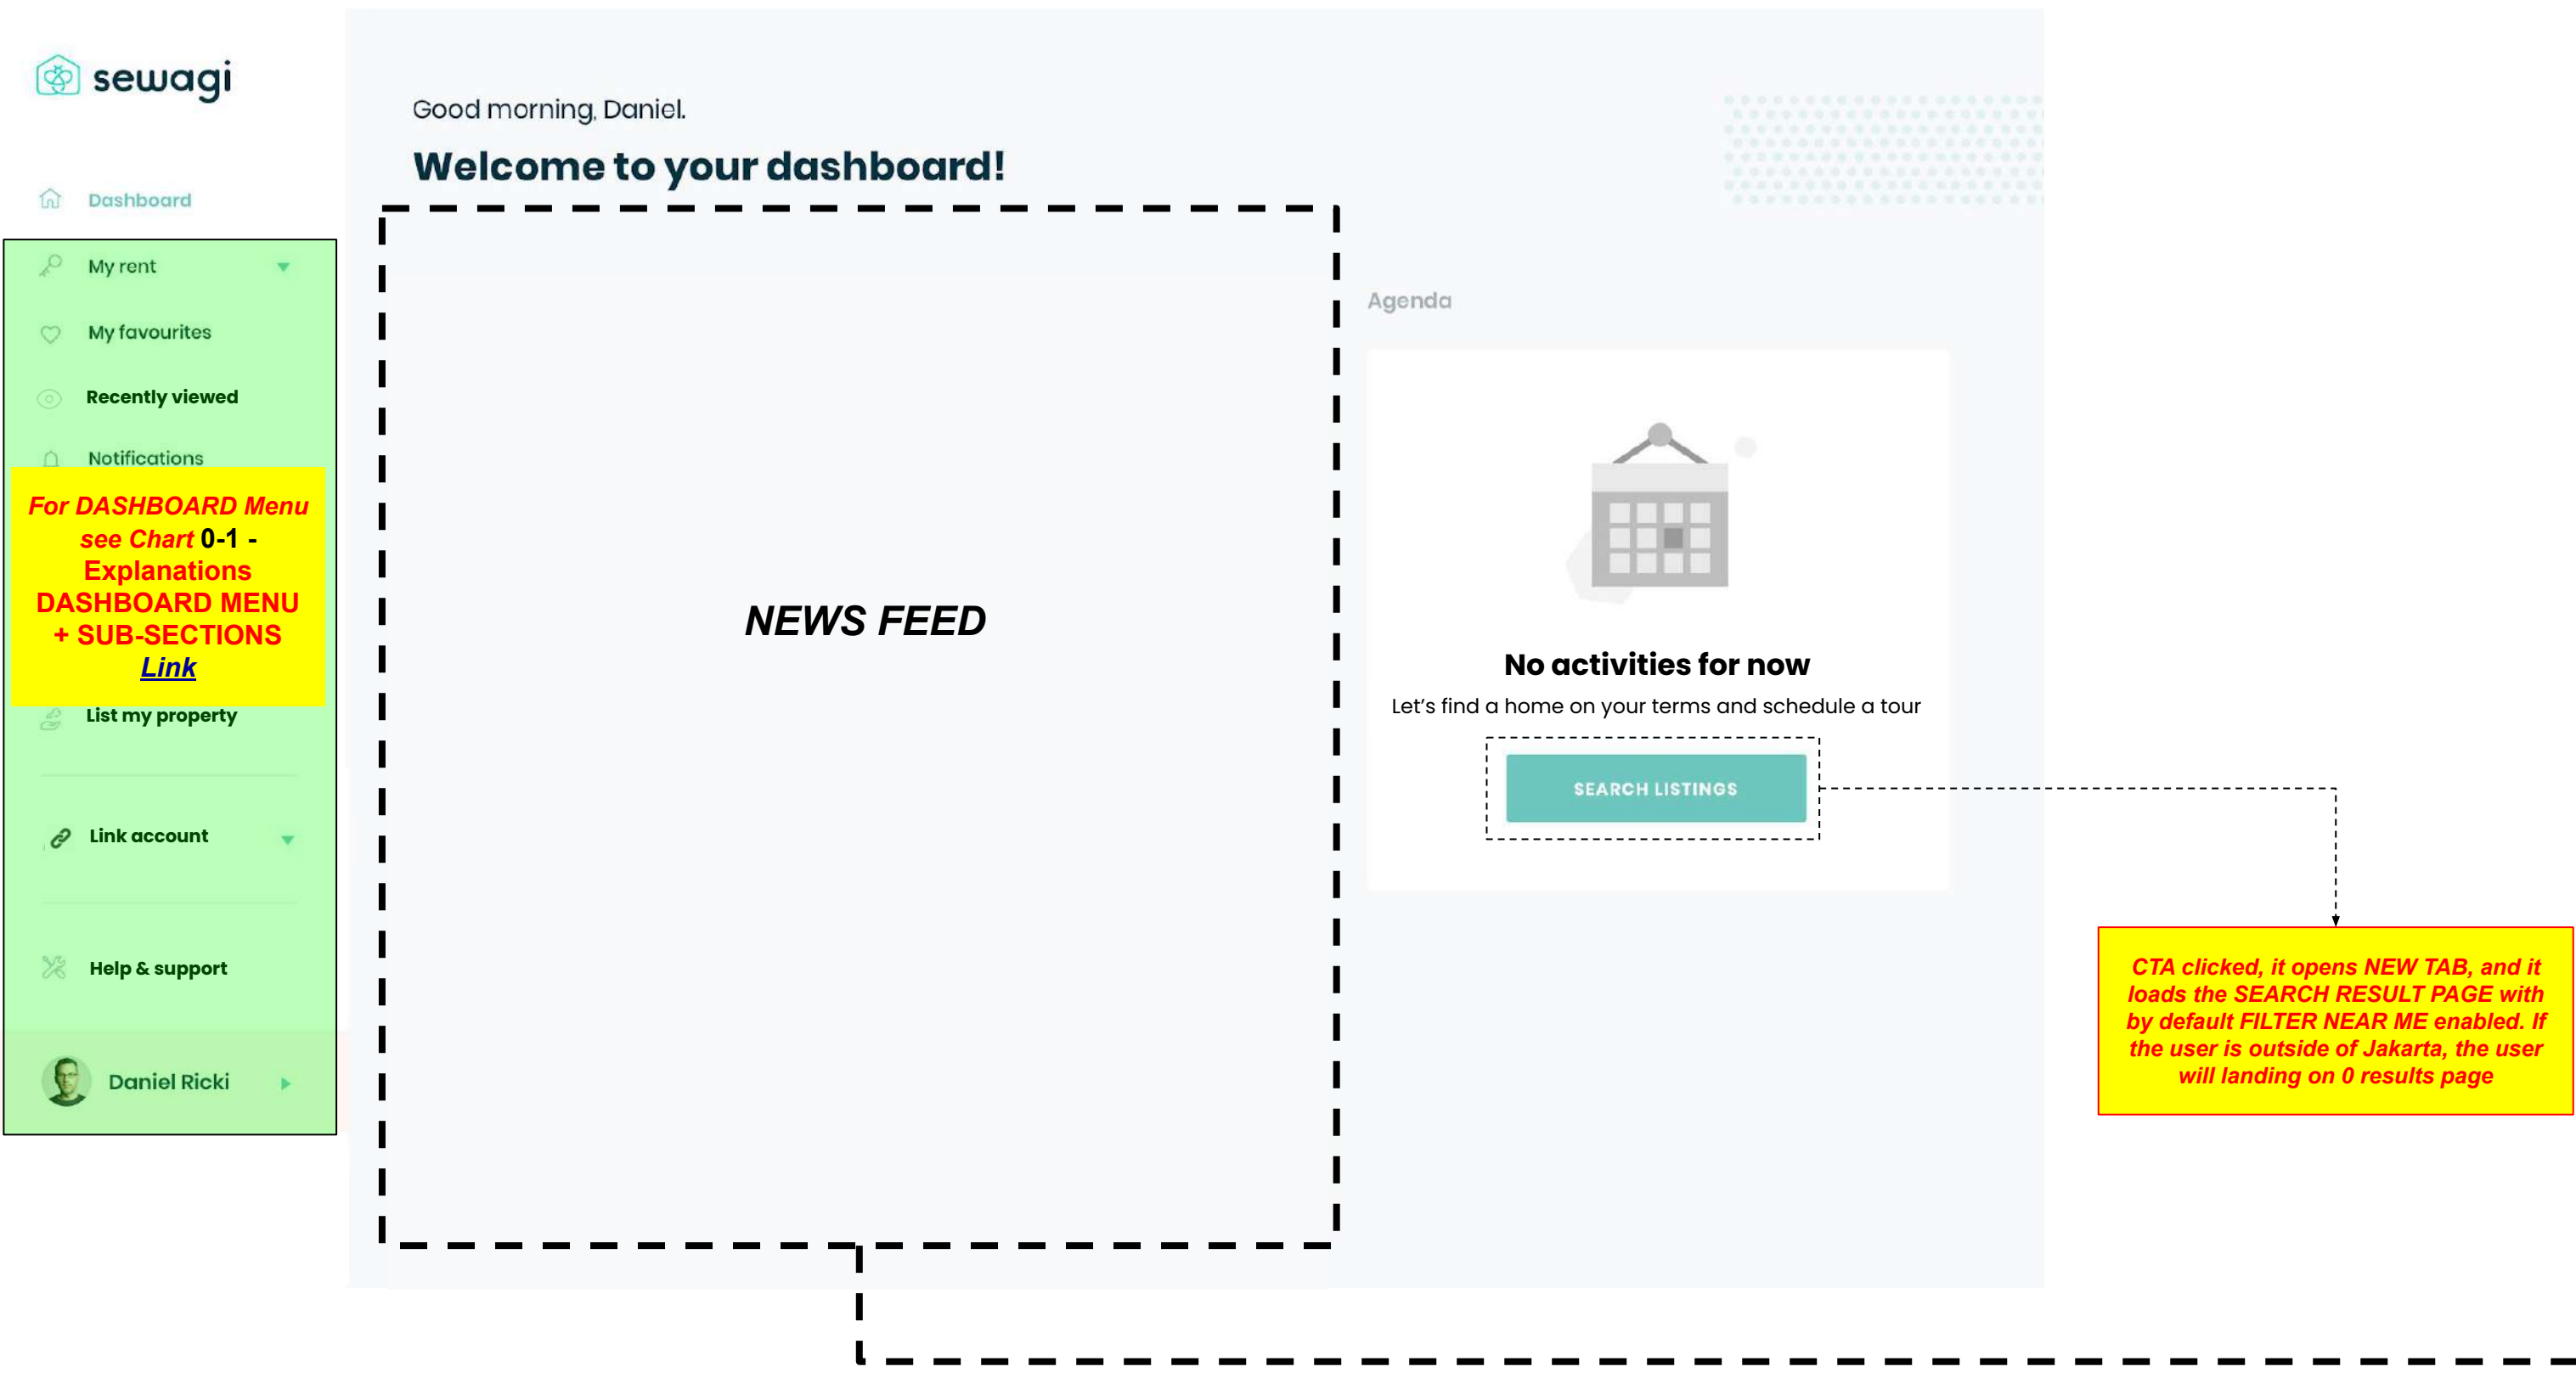 sewagi
Good morning, Daniel.
Welcome to your dashboard!
Dashboard
My rent
My favourites
Recently viewed
Notifications
For DASHBOARD Menu
see Chart 0-1 -
Explanations
DASHBOARD MENU
+ SUB-SECTIONS
Link
List my property
Link account
Help & support
Daniel Ricki
NEWS FEED
Agenda
No activities for now
Let's find a home on your terms and schedule a tour
SEARCH LISTINGS
CTA clicked, it opens NEW TAB, and it
loads the SEARCH RESULT PAGE with
by default FILTER NEAR ME enabled. If
the user is outside of Jakarta, the user
will landing on 0 results page